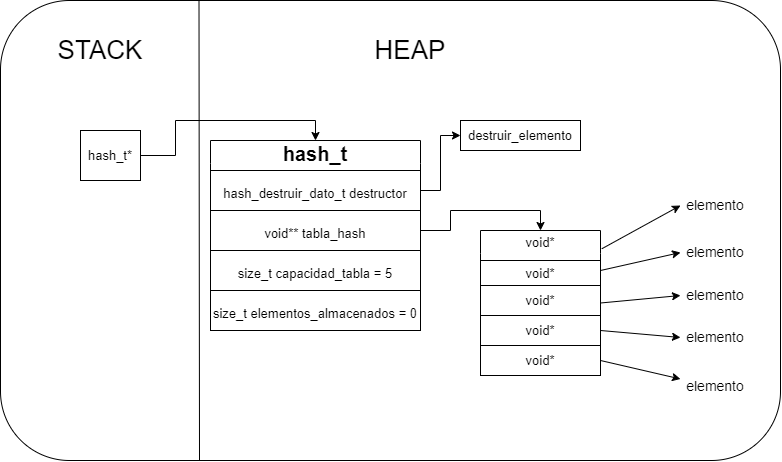 STACK
HEAP
hash_t*
hash_t
hash_destruir_dato_t destructor
void** tabla_hash
size_t capacidad_tabla = 5
size_t elementos_almacenados = 0
destruir_elemento
void*
void*
void*
void*
void*
elemento
elemento
elemento
elemento
elemento